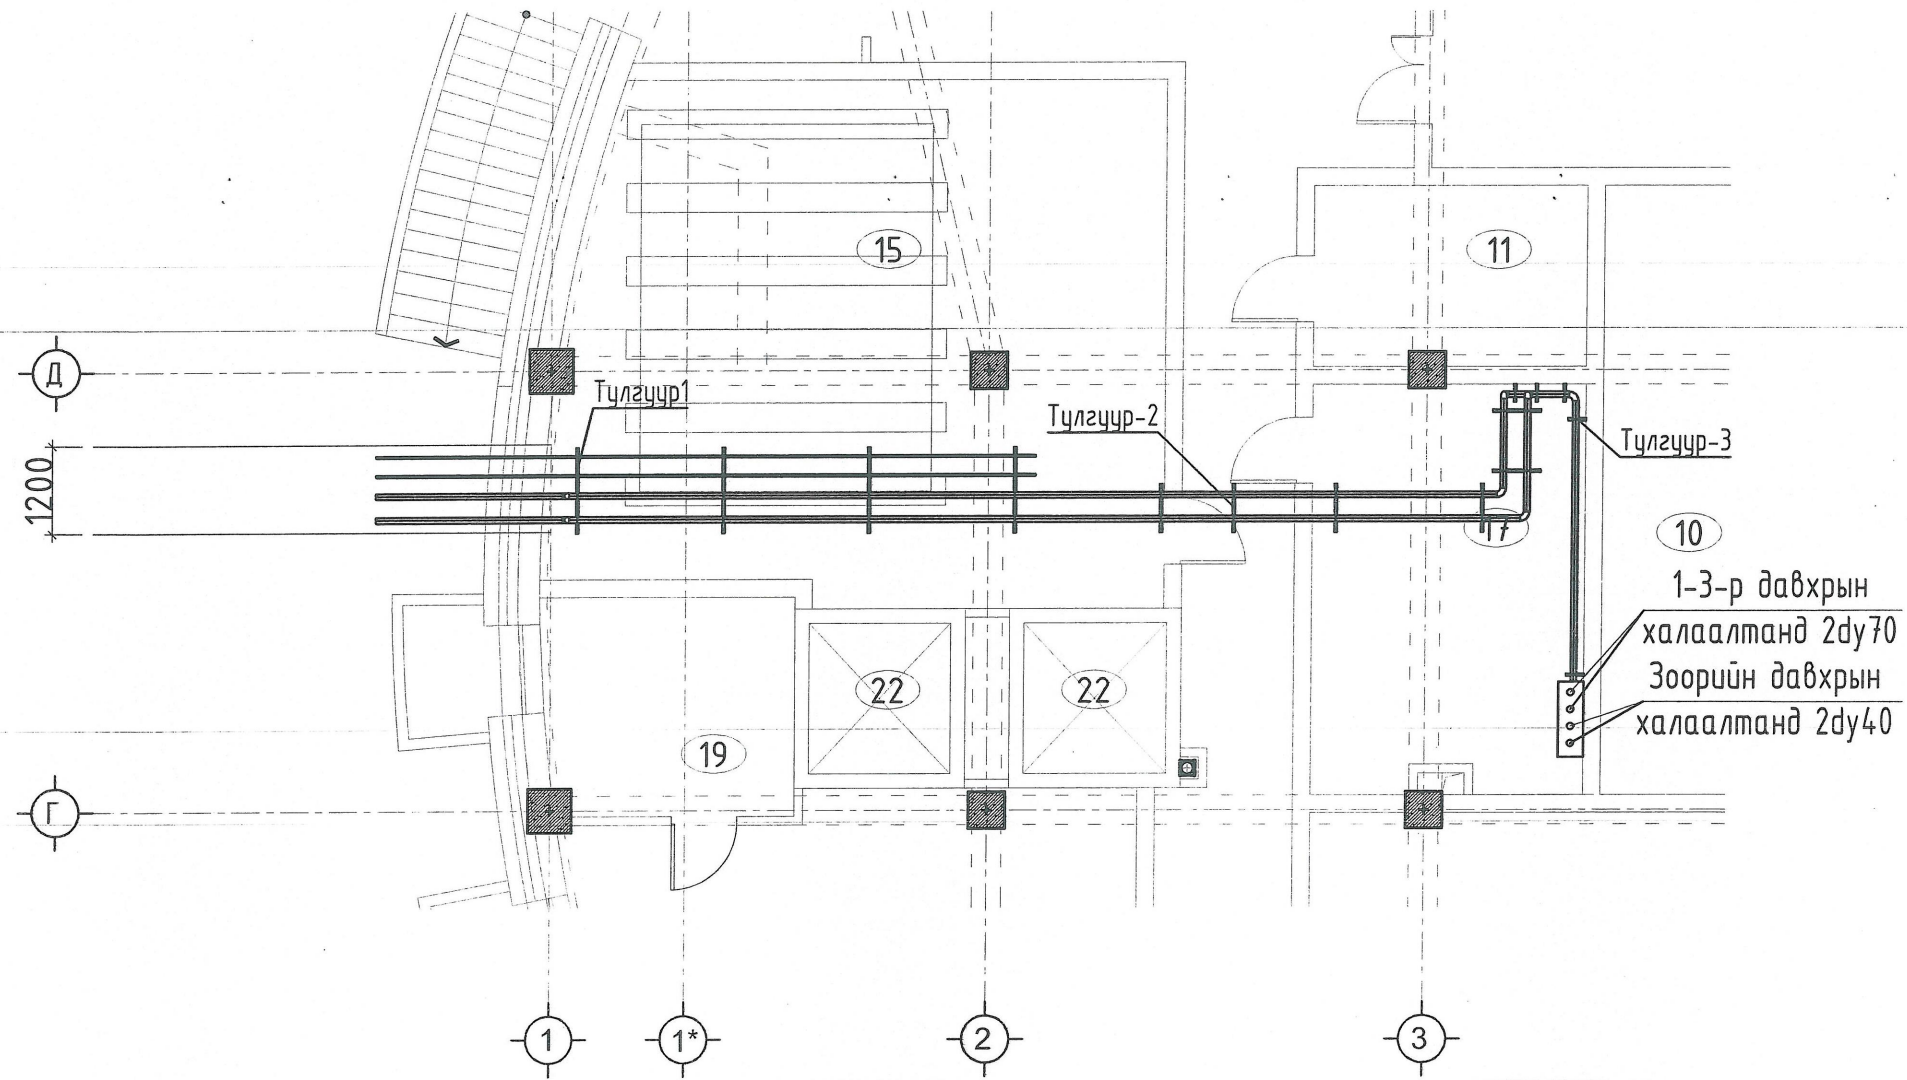 15
11
Д
Тулгуур1
Тулгуур-2
Тулгуур-3
1200
17
10
1-3-р давхрын
халаалтанд 2dy70
Зоорийн давхрын
халаалтанд 2dy40
22
22
19
Г
1
1*
2
3